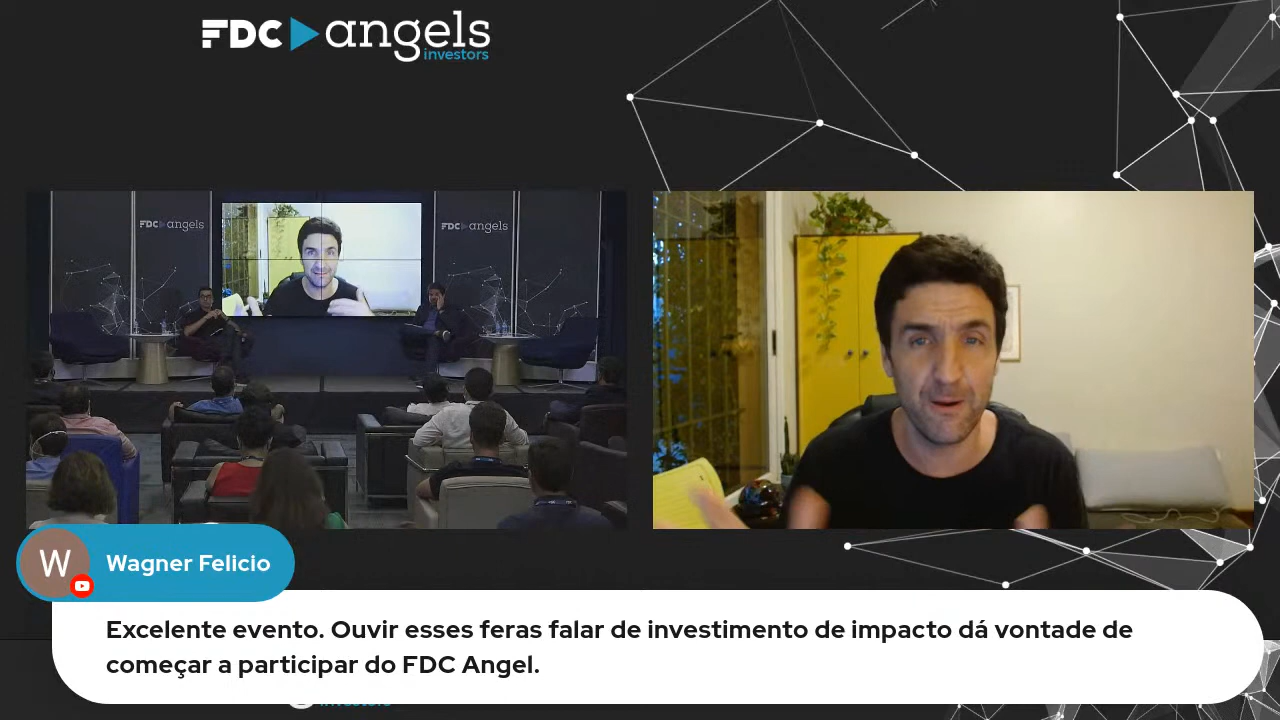 FDC angels
investors
FDC angels
FDC angels
W
Wagner Felicio
Excelente evento. Ouvir esses feras falar de investimento de impacto dá vontade de
começar a participar do FDC Angel.
investors